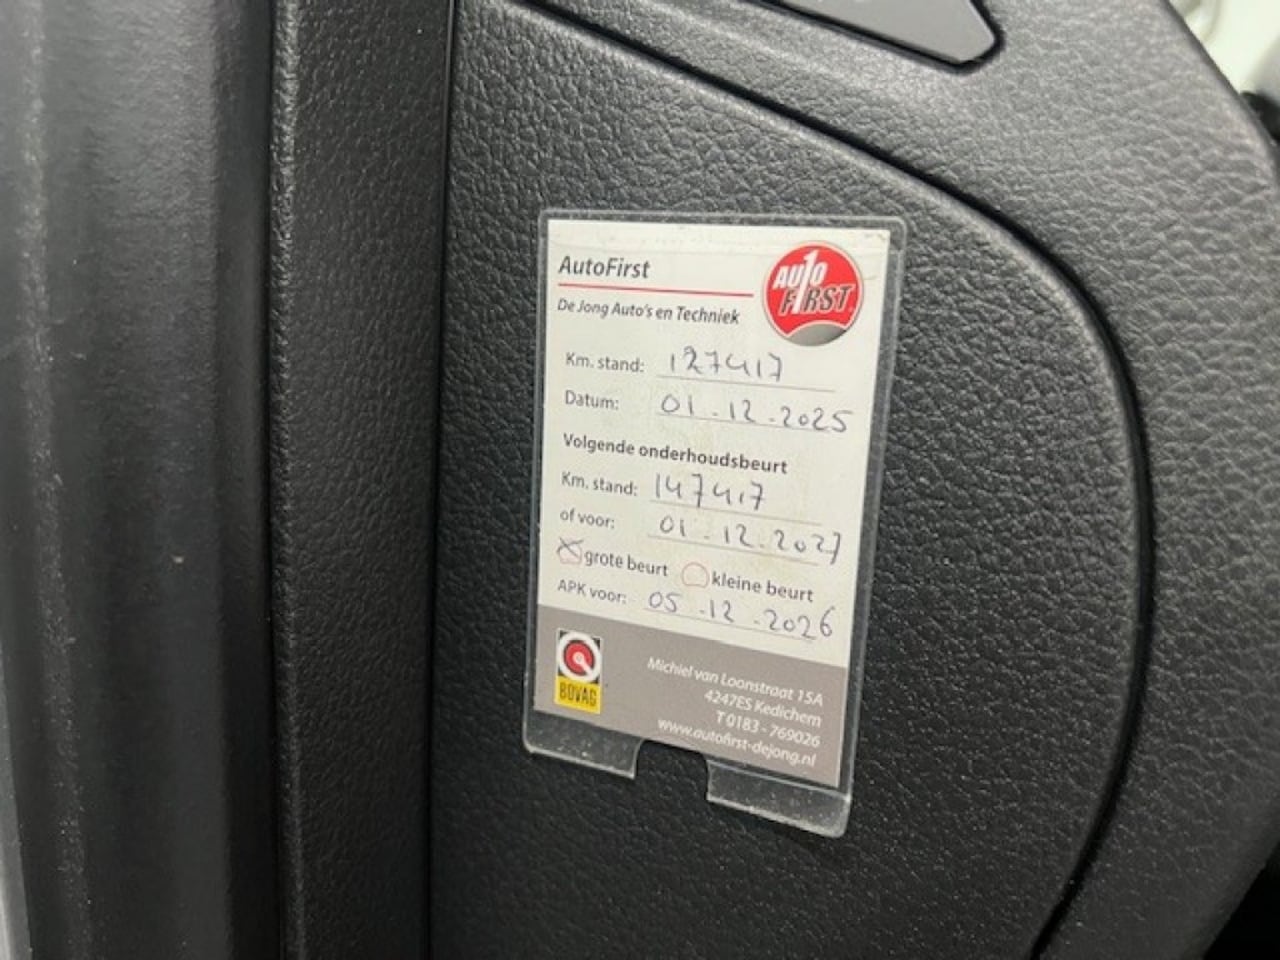 AutoFirst
AUTO FIRST
De Jong Auto's en Techniek
Km. stand: 127417
Datum: 01-12-2025
Volgende onderhoudsbeurt
Km. stand: 147417
of voor: 01-12-2027
grote beurt kleine beurt
APK voor: 05-12-2026
BOVAG
Michiel van Loonstraat 15A
4247ES Kedichem
T 0183 - 769026
www.autofirst-dejong.nl